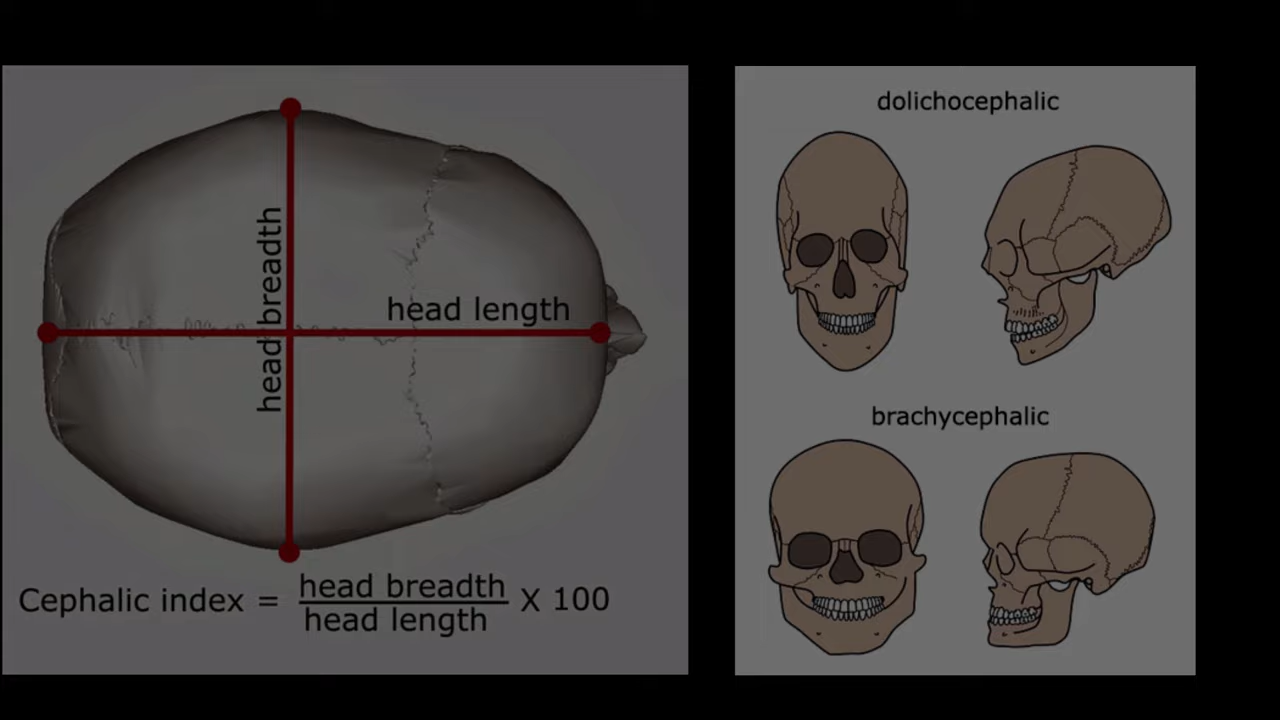 head breadth
head length
Cephalic index = head breadth X 100
head length
dolichocephalic
brachycephalic